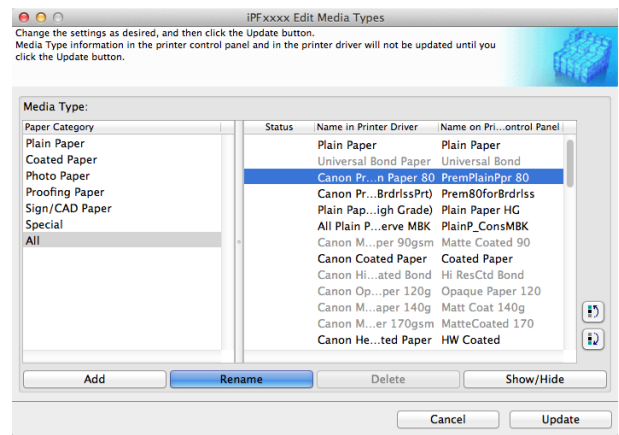 iPFxxxx Edit Media Types
Change the settings as desired, and then click the Update button.
Media Type information in the printer control panel and in the printer driver will not be updated until you
click the Update button.
Media Type:
Paper Category Status Name in Printer Driver Name on Pri...ontrol Panel
Plain Paper Plain Paper Plain Paper
Coated Paper Universal Bond Paper Universal Bond
Photo Paper Canon Pr...n Paper 80 PremPlainPpr 80
Proofing Paper Canon Pr...BrdrlssPrt) Prem80forBrdrlss
Sign/CAD Paper Plain Pap...igh Grade) Plain Paper HG
Special All Plain P...erve MBK PlainP_ConsMBK
All Canon M...per 90gsm Matte Coated 90
Canon Coated Paper Coated Paper
Canon Hi...ated Bond Hi ResCtd Bond
Canon Op...per 120g Opaque Paper 120
Canon M...aper 140g Matt Coat 140g
Canon M...er 170gsm MatteCoated 170
Canon He...ted Paper HW Coated
Add Rename Delete Show/Hide
Cancel Update